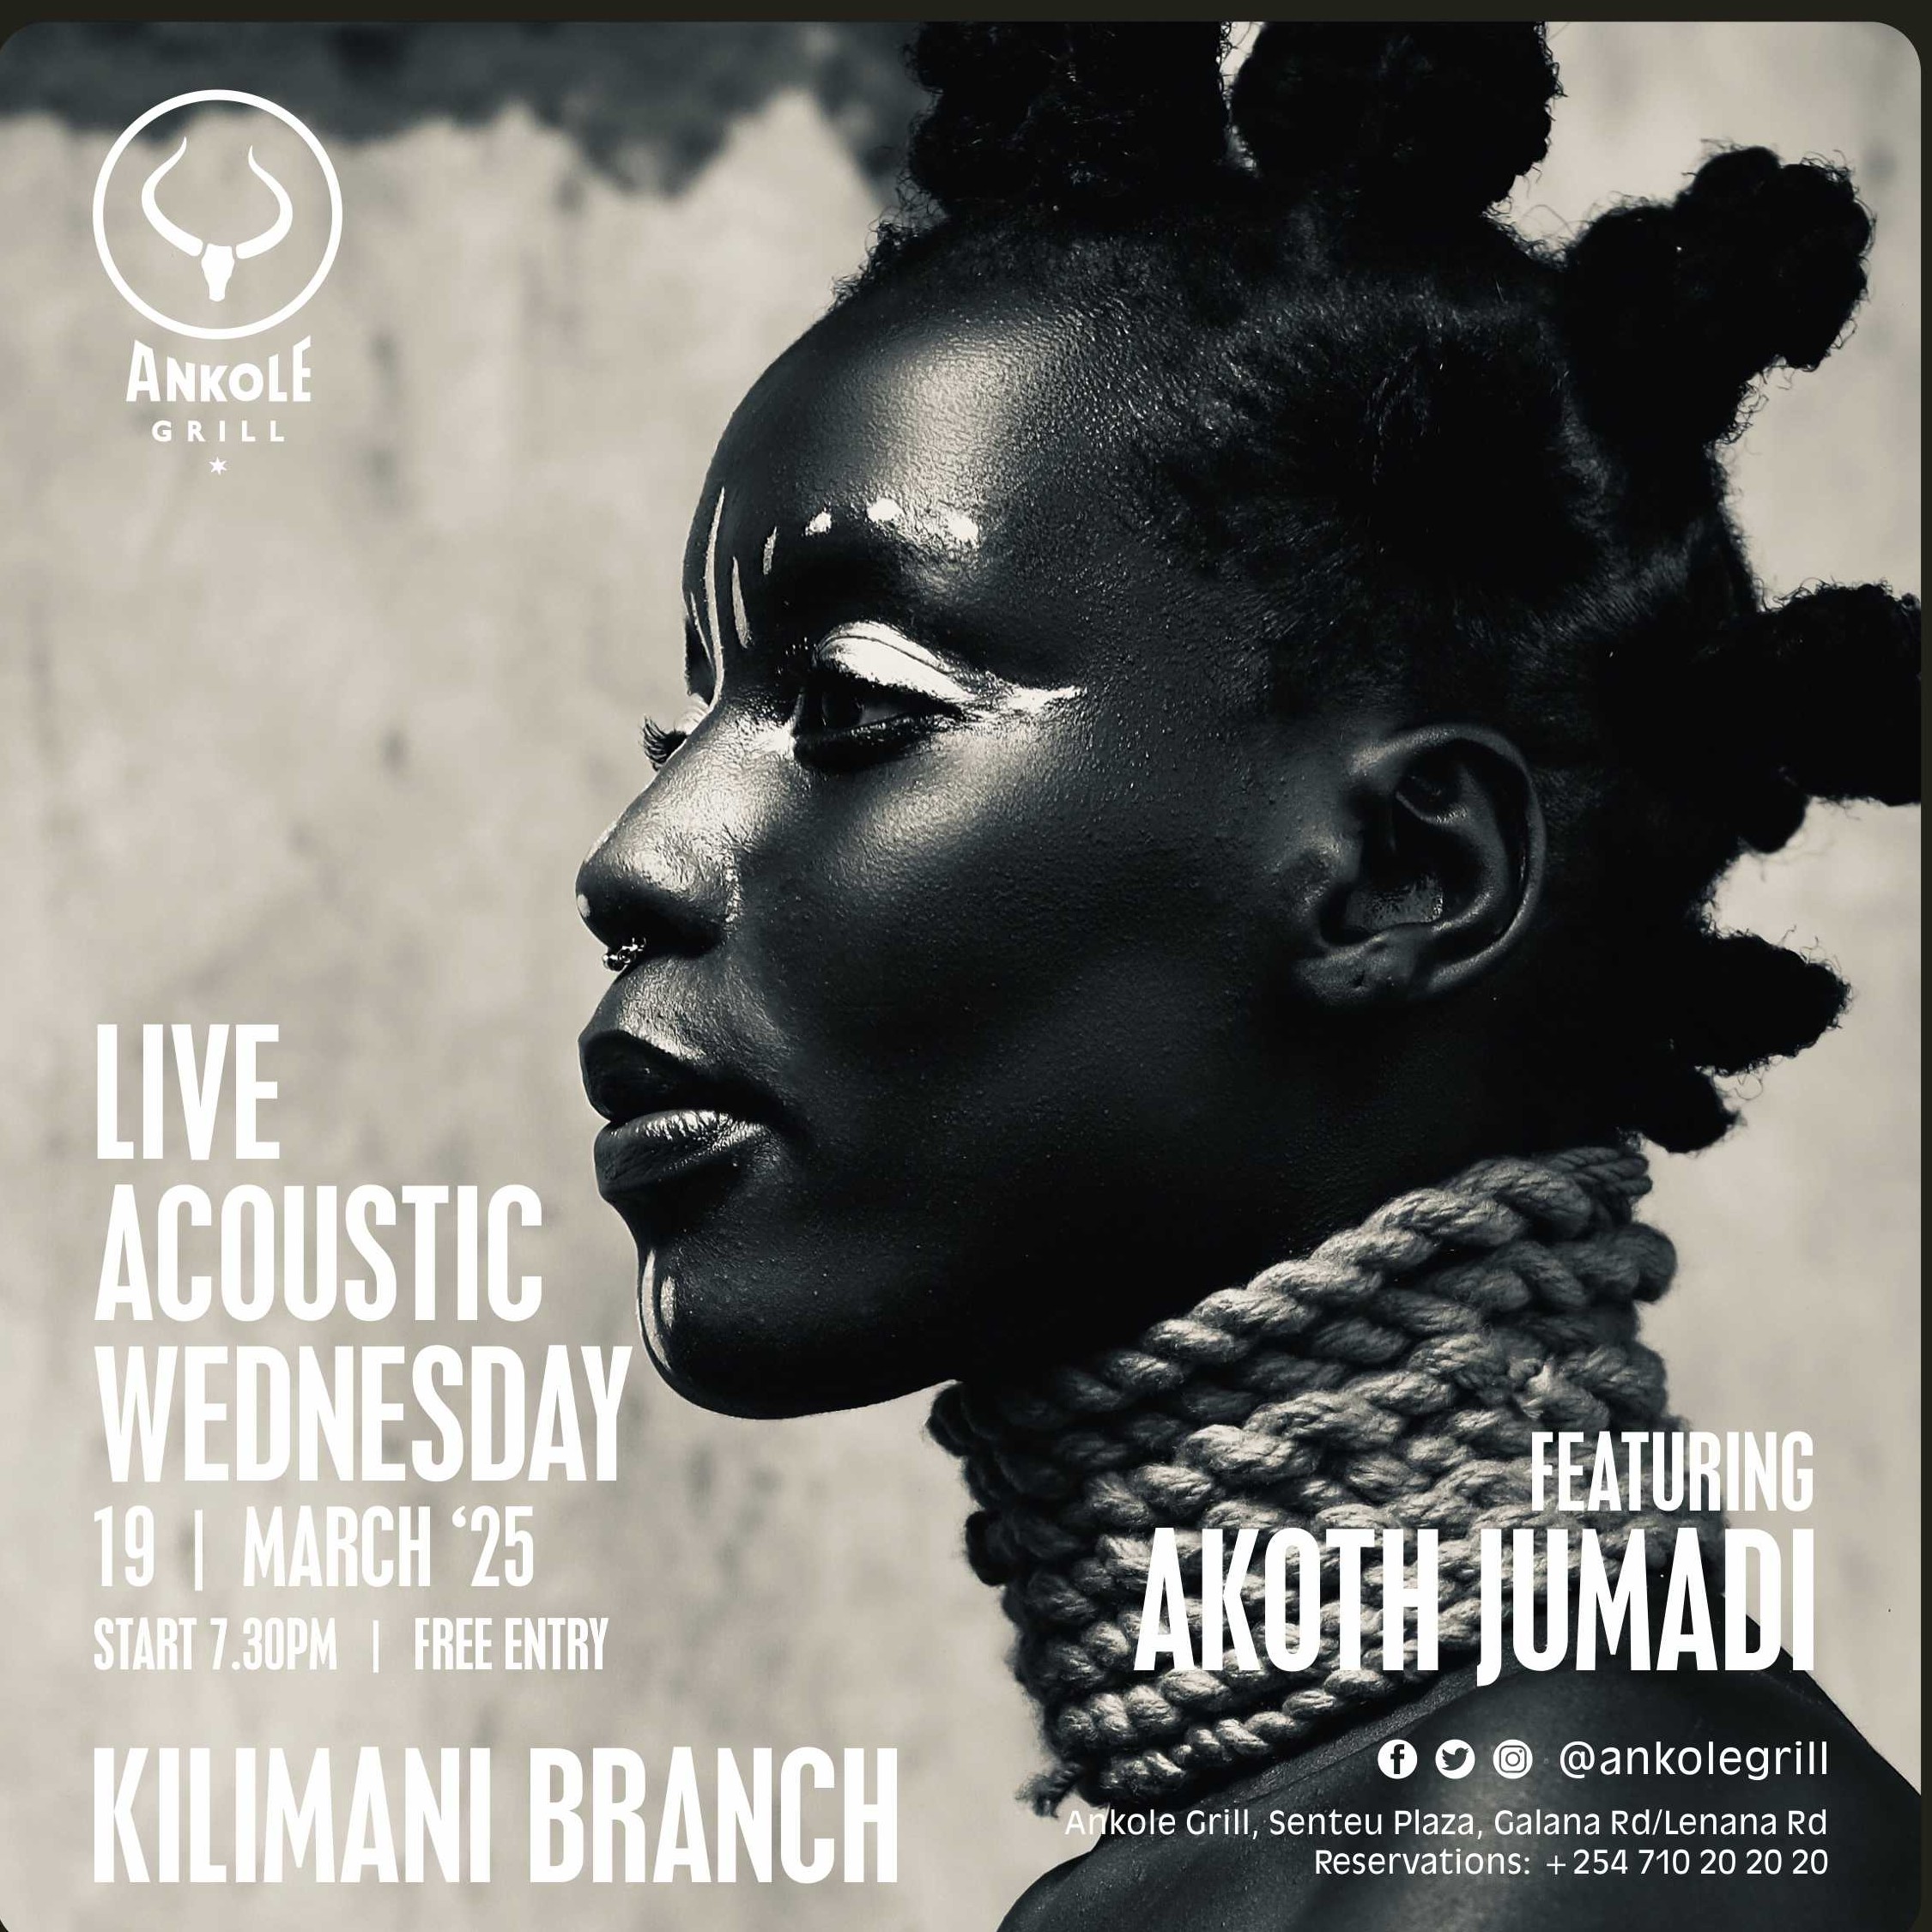 ANKOLE
GRILL
LIVE
ACOUSTIC
WEDNESDAY
19 | MARCH ‘25
START 7.30PM | FREE ENTRY
KILIMANI BRANCH
FEATURING
AKOTH JUMADI
@ankolegrill
Ankole Grill, Senteu Plaza, Galana Rd/Lenana Rd
Reservations: +254 710 20 20 20